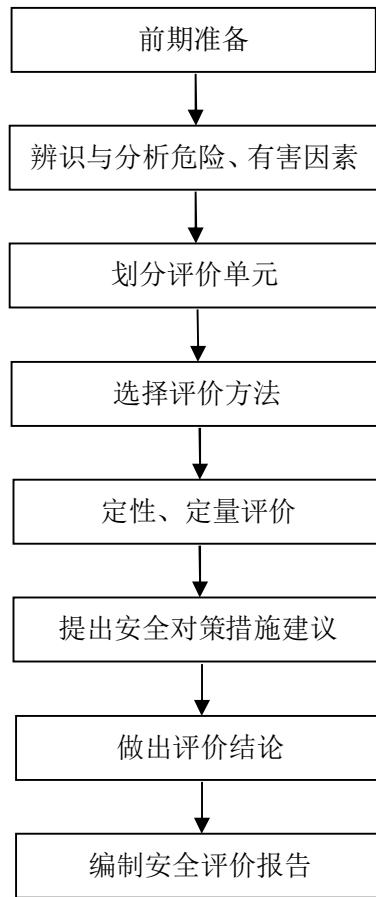 前期准备
辨识与分析危险、有害因素
划分评价单元
选择评价方法
定性、定量评价
提出安全对策措施建议
做出评价结论
编制安全评价报告